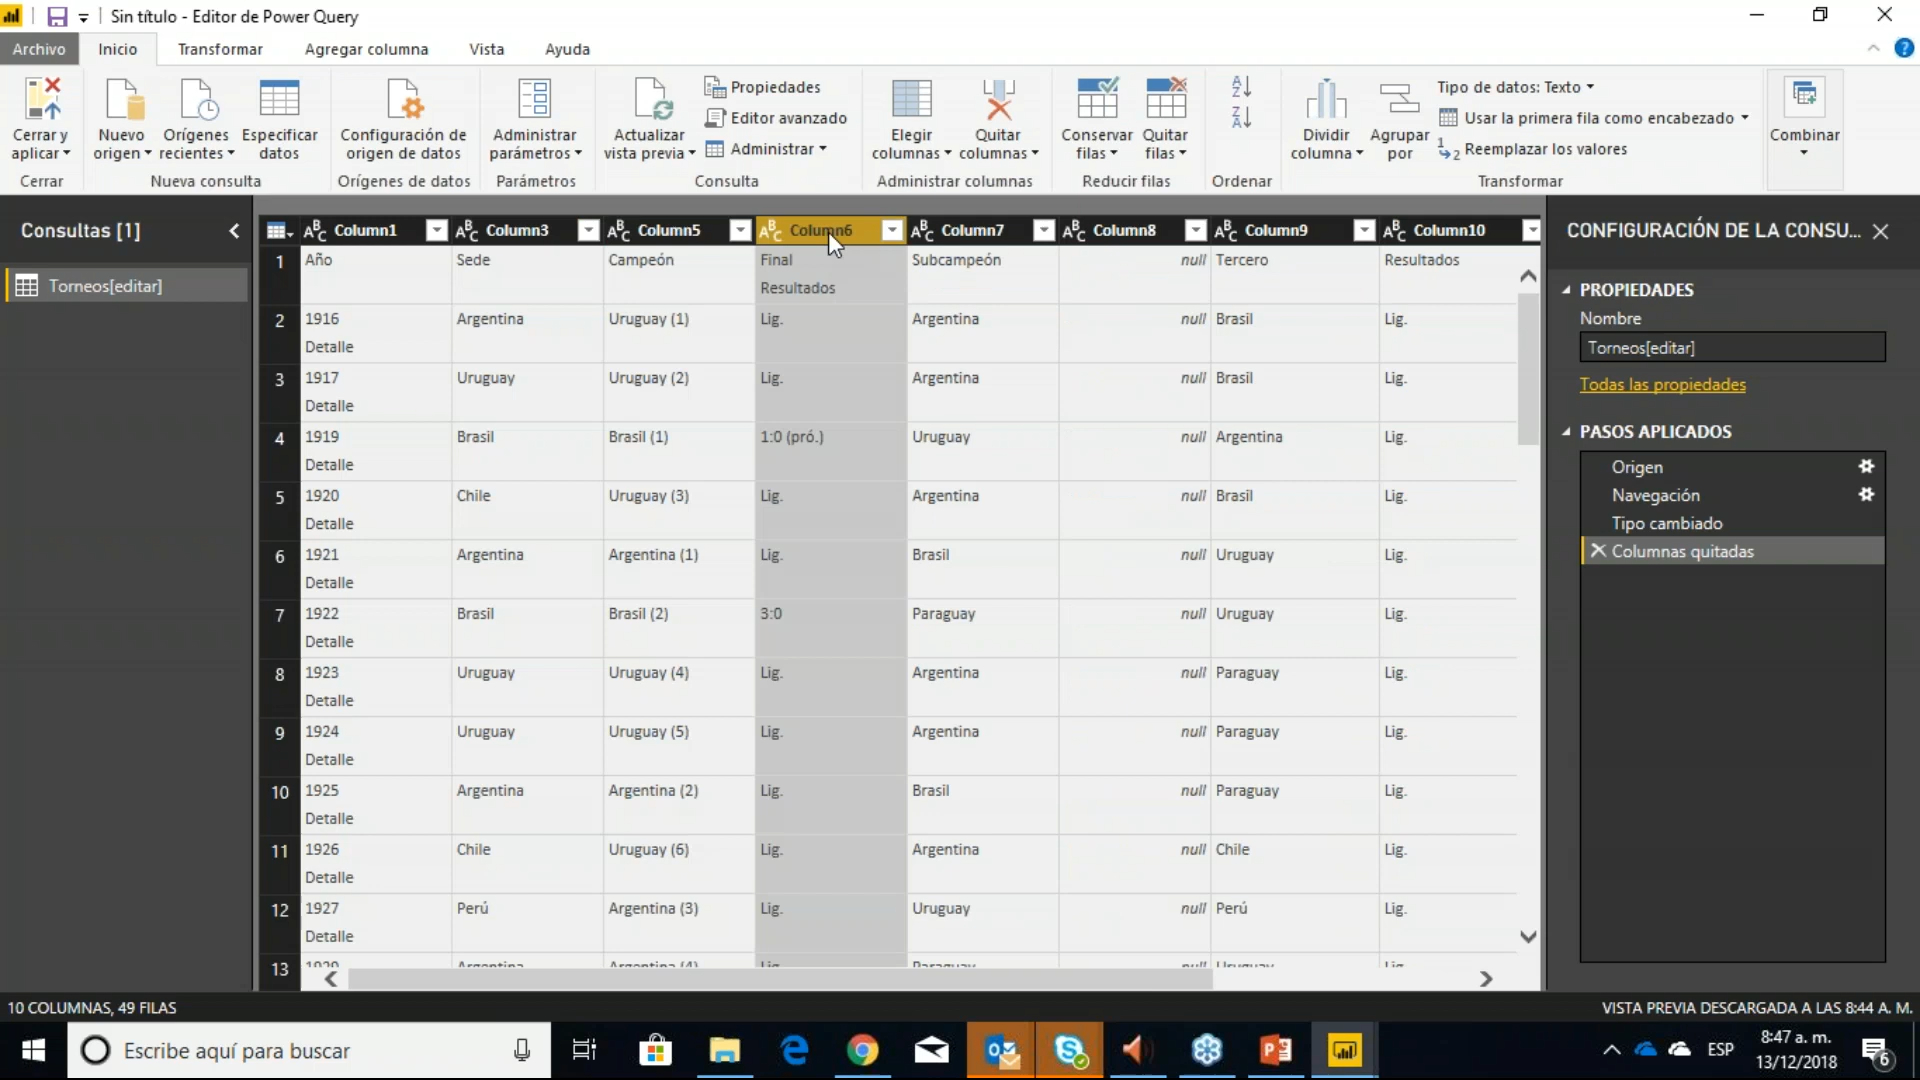 Sin título - Editor de Power Query
Archivo Inicio Transformar Agregar columna Vista Ayuda
Cerrar y aplicar
Nuevo origen
Orígenes recientes
Especificar datos
Configuración de origen de datos
Administrar parámetros
Actualizar vista previa
Propiedades
Editor avanzado
Administrar
Elegir columnas
Quitar columnas
Conservar filas
Quitar filas
Dividir columna
Agrupar por
Tipo de datos: Texto
Usar la primera fila como encabezado
Reemplazar los valores
Combinar
Cerrar Nueva consulta Orígenes de datos Parámetros Consulta Administrar columnas Reducir filas Ordenar Transformar
Consultas [1]
Torneos[editar]
Column1 Column3 Column5 Column6 Column7 Column8 Column9 Column10
1 Año Sede Campeón Final Subcampeón null Tercero Resultados
Resultados
2 1916 Argentina Uruguay (1) Lig. Argentina null Brasil Lig.
Detalle
3 1917 Uruguay Uruguay (2) Lig. Argentina null Brasil Lig.
Detalle
4 1919 Brasil Brasil (1) 1:0 (pró.) Uruguay null Argentina Lig.
Detalle
5 1920 Chile Uruguay (3) Lig. Argentina null Brasil Lig.
Detalle
6 1921 Argentina Argentina (1) Lig. Brasil null Uruguay Lig.
Detalle
7 1922 Brasil Brasil (2) 3:0 Paraguay null Uruguay Lig.
Detalle
8 1923 Uruguay Uruguay (4) Lig. Argentina null Paraguay Lig.
Detalle
9 1924 Uruguay Uruguay (5) Lig. Argentina null Paraguay Lig.
Detalle
10 1925 Argentina Argentina (2) Lig. Brasil null Paraguay Lig.
Detalle
11 1926 Chile Uruguay (6) Lig. Argentina null Chile Lig.
Detalle
12 1927 Perú Argentina (3) Lig. Uruguay null Perú Lig.
Detalle
13 1929 Argentina Argentina (4) Lig. Paraguay null Uruguay Lig.
CONFIGURACIÓN DE LA CONSU...
PROPIEDADES
Nombre
Torneos[editar]
Todas las propiedades
PASOS APLICADOS
Origen
Navegación
Tipo cambiado
Columnas quitadas
10 COLUMNAS, 49 FILAS
VISTA PREVIA DESCARGADA A LAS 8:44 A. M.
Escribe aquí para buscar
ESP
8:47 a. m.
13/12/2018
6